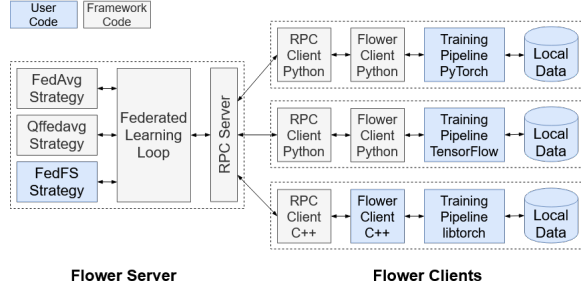 User
Code
Framework
Code
FedAvg
Strategy
Qffedavg
Strategy
FedFS
Strategy
Federated
Learning
Loop
RPC Server
RPC
Client
Python
Flower
Client
Python
Training
Pipeline
PyTorch
Local
Data
RPC
Client
Python
Flower
Client
Python
Training
Pipeline
TensorFlow
Local
Data
RPC
Client
C++
Flower
Client
C++
Training
Pipeline
libtorch
Local
Data
Flower Server
Flower Clients